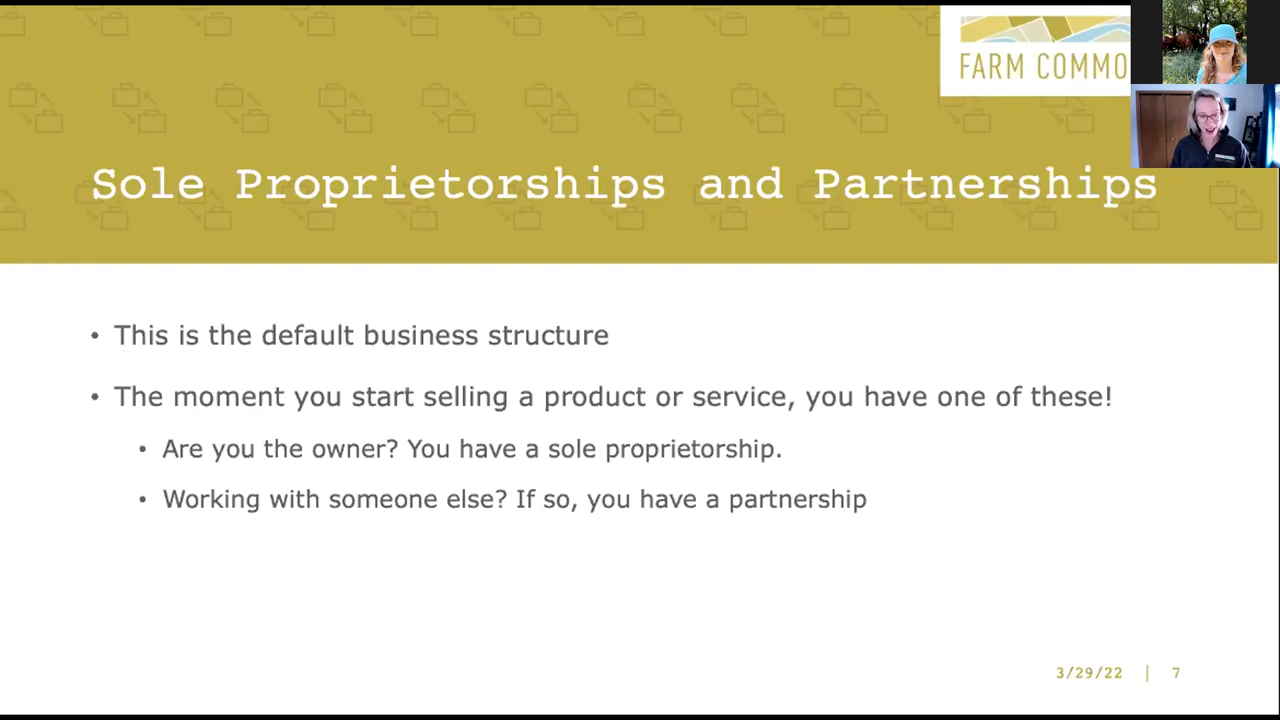 FARM COMMO
Sole Proprietorships and Partnerships
• This is the default business structure
• The moment you start selling a product or service, you have one of these!
• Are you the owner? You have a sole proprietorship.
• Working with someone else? If so, you have a partnership
3/29/22 | 7